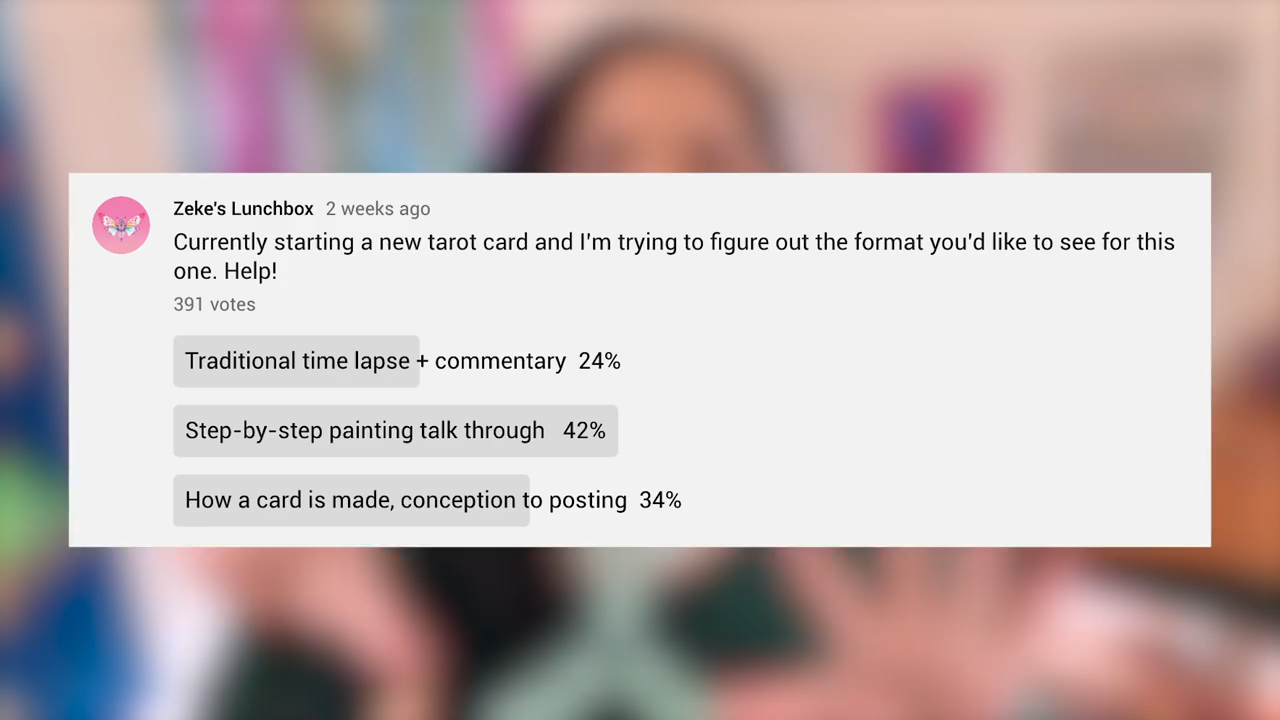 Zeke's Lunchbox 2 weeks ago
Currently starting a new tarot card and I'm trying to figure out the format you'd like to see for this
one. Help!
391 votes
Traditional time lapse + commentary 24%
Step-by-step painting talk through 42%
How a card is made, conception to posting 34%